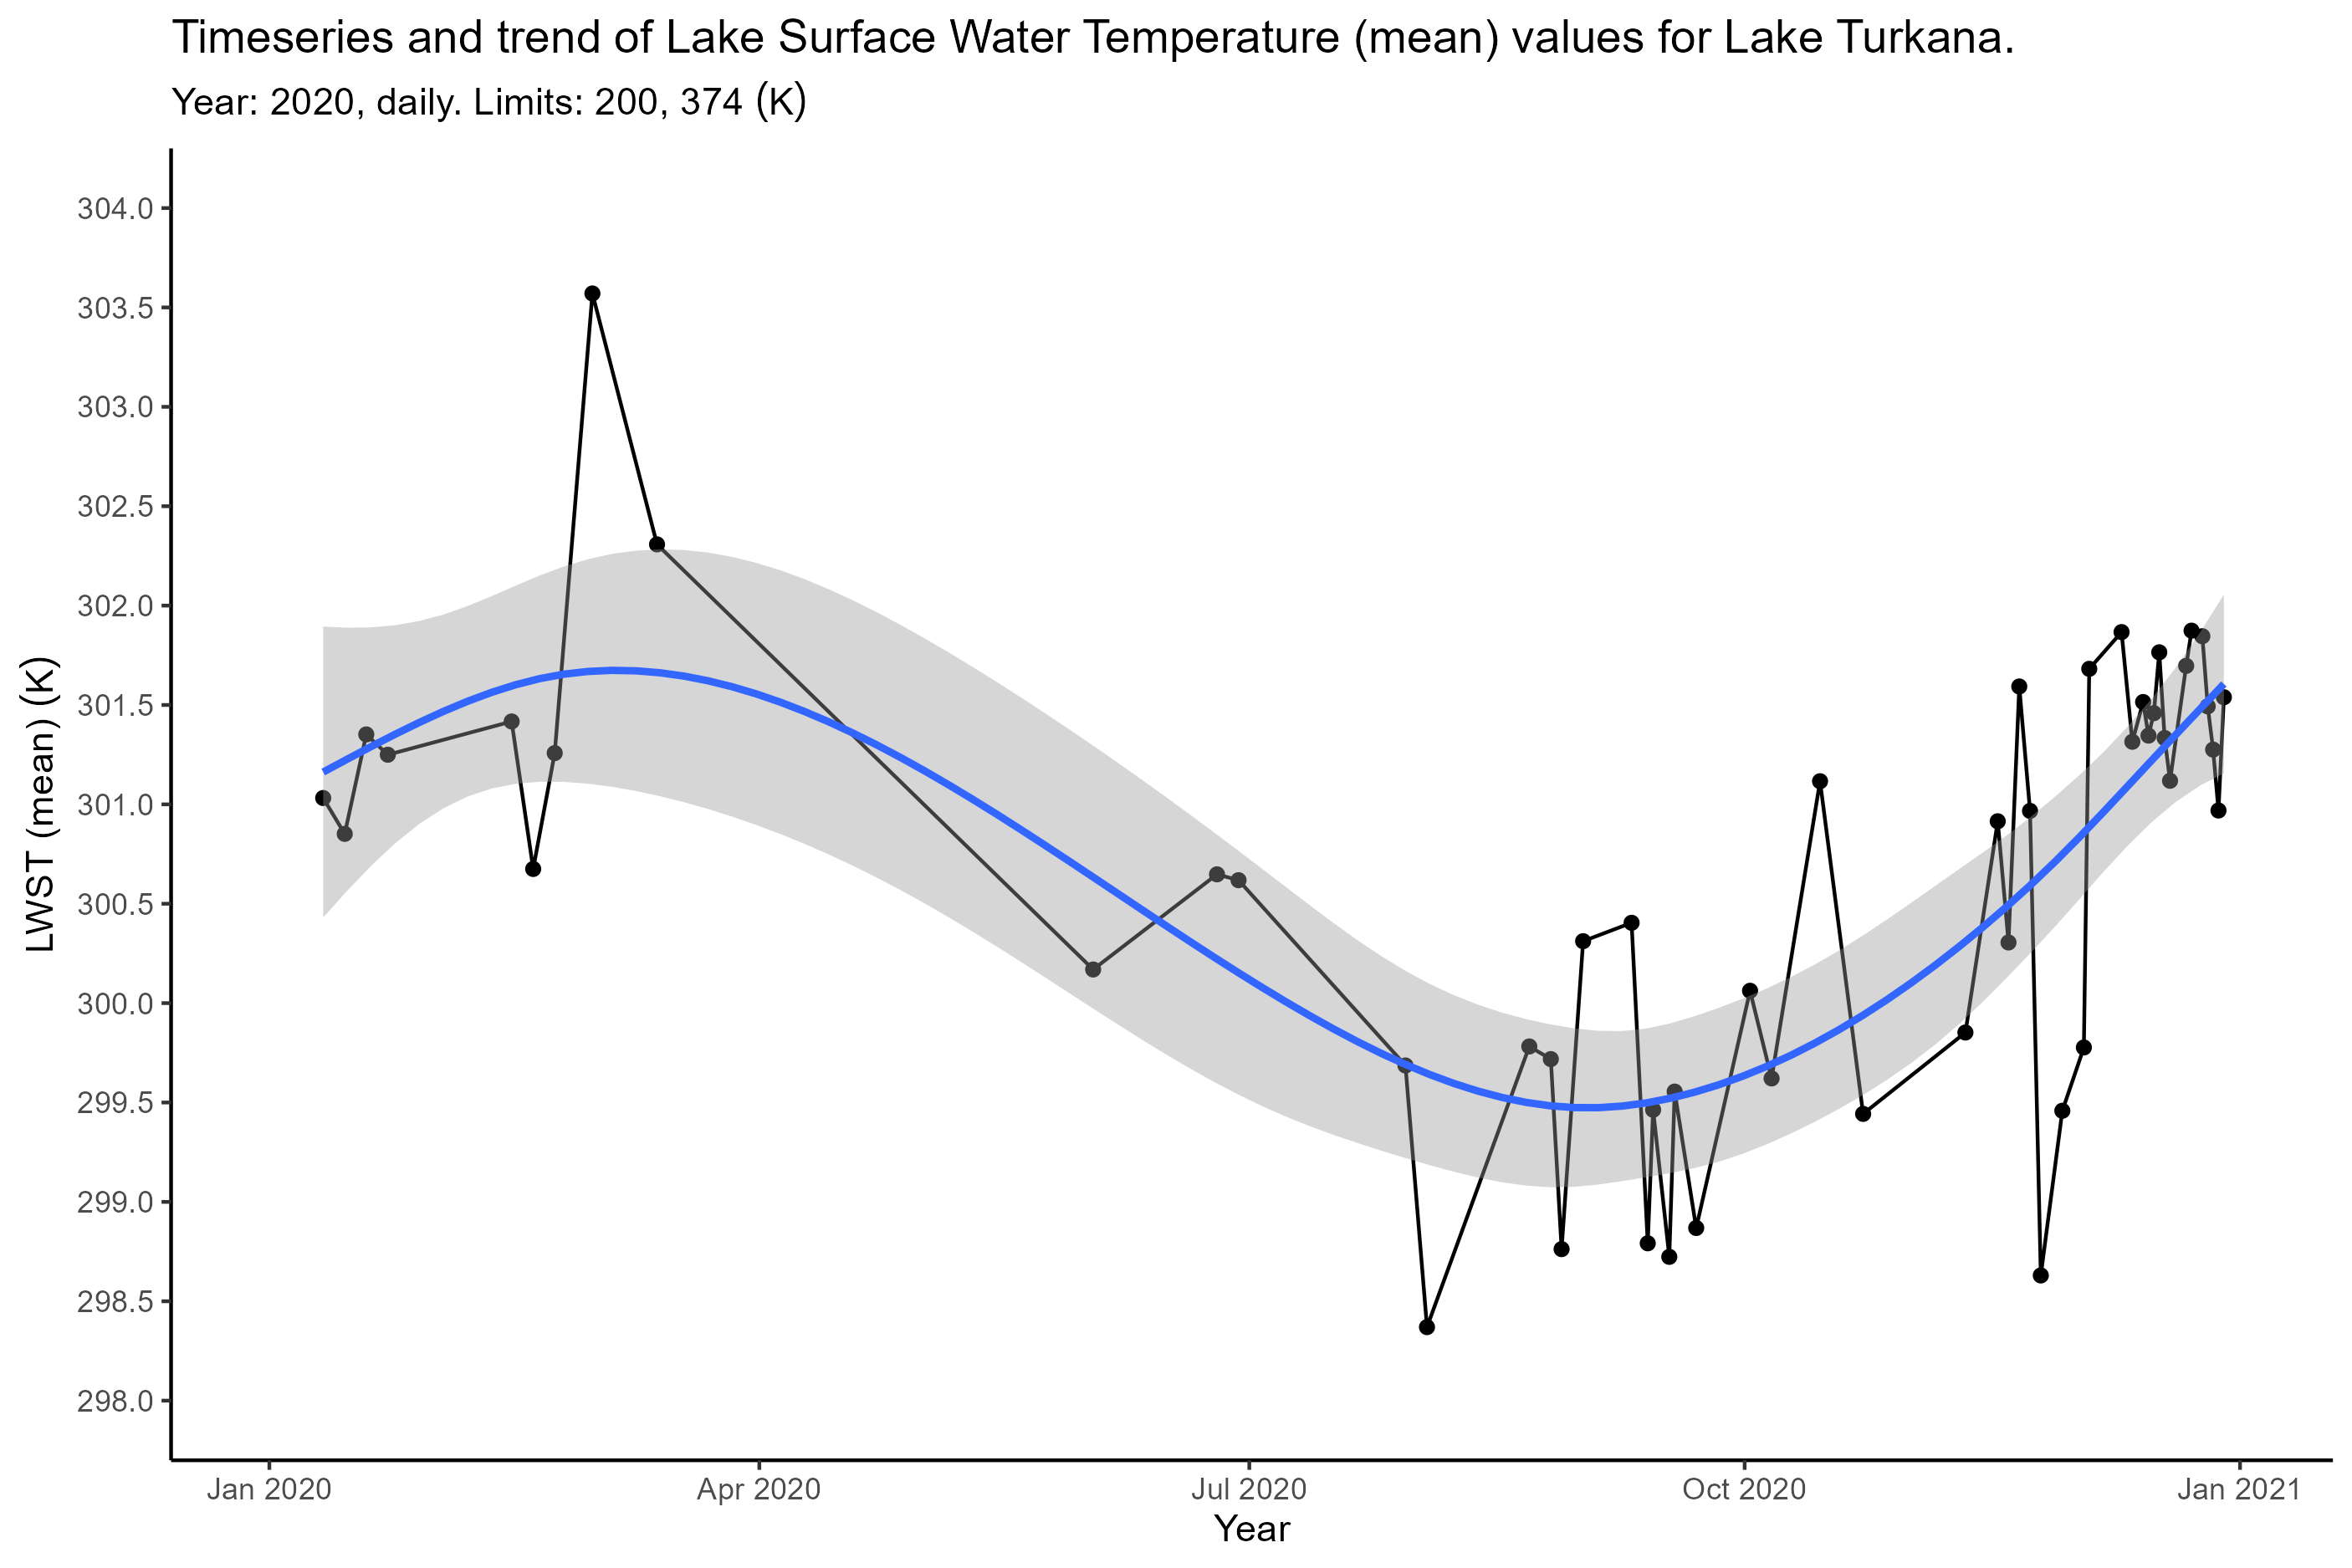 Timeseries and trend of Lake Surface Water Temperature (mean) values for Lake Turkana.
Year: 2020, daily. Limits: 200, 374 (K)
LWST (mean) (K)
304.0
303.5
303.0
302.5
302.0
301.5
301.0
300.5
300.0
299.5
299.0
298.5
298.0
Jan 2020 Apr 2020 Jul 2020 Oct 2020 Jan 2021
Year